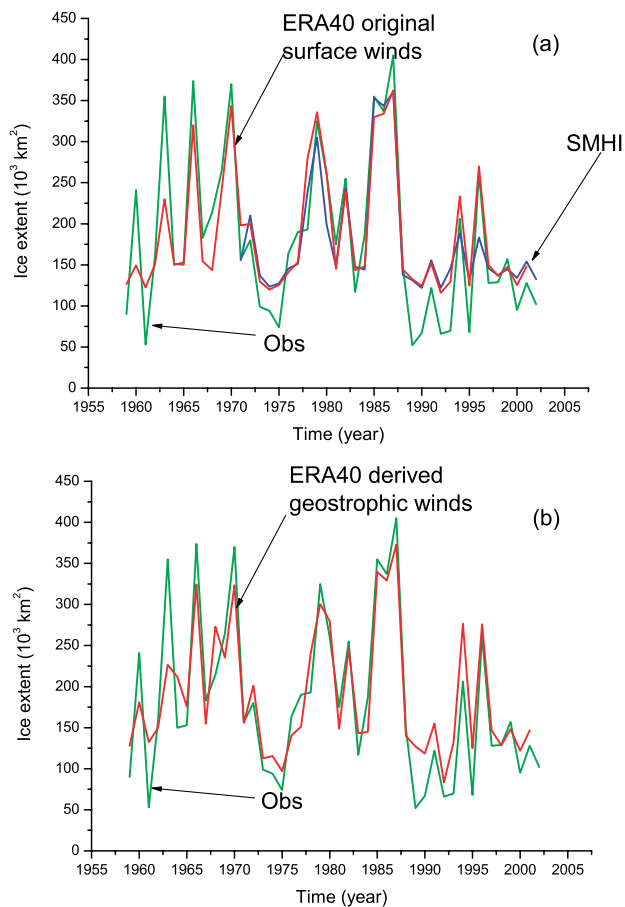 ERA40 original
surface winds
(a)
SMHI
Obs
Ice extent (10³ km²)
450
400
350
300
250
200
150
100
50
0
1955 1960 1965 1970 1975 1980 1985 1990 1995 2000 2005
Time (year)
ERA40 derived
geostrophic winds
(b)
Obs
Ice extent (10³ km²)
450
400
350
300
250
200
150
100
50
0
1955 1960 1965 1970 1975 1980 1985 1990 1995 2000 2005
Time (year)